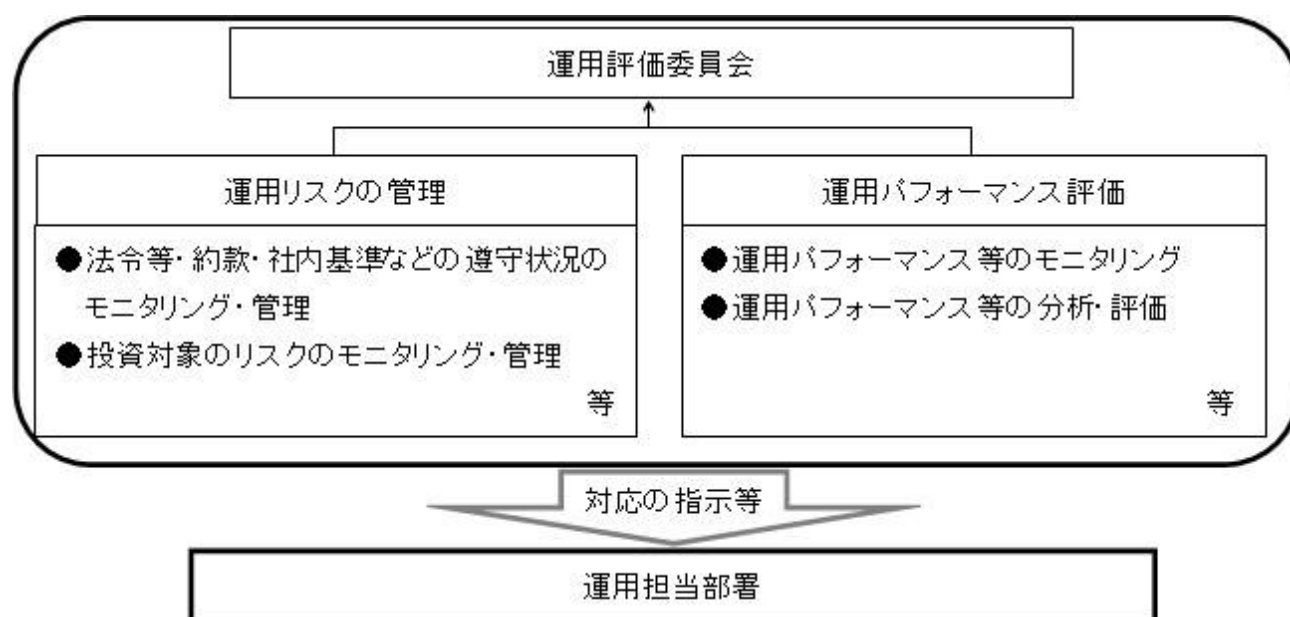 運用評価委員会
運用リスクの管理
●法令等・約款・社内基準などの遵守状況の
モニタリング・管理
●投資対象のリスクのモニタリング・管理
等
運用パフォーマンス評価
●運用パフォーマンス等のモニタリング
●運用パフォーマンス等の分析・評価
等
対応の指示等
運用担当部署